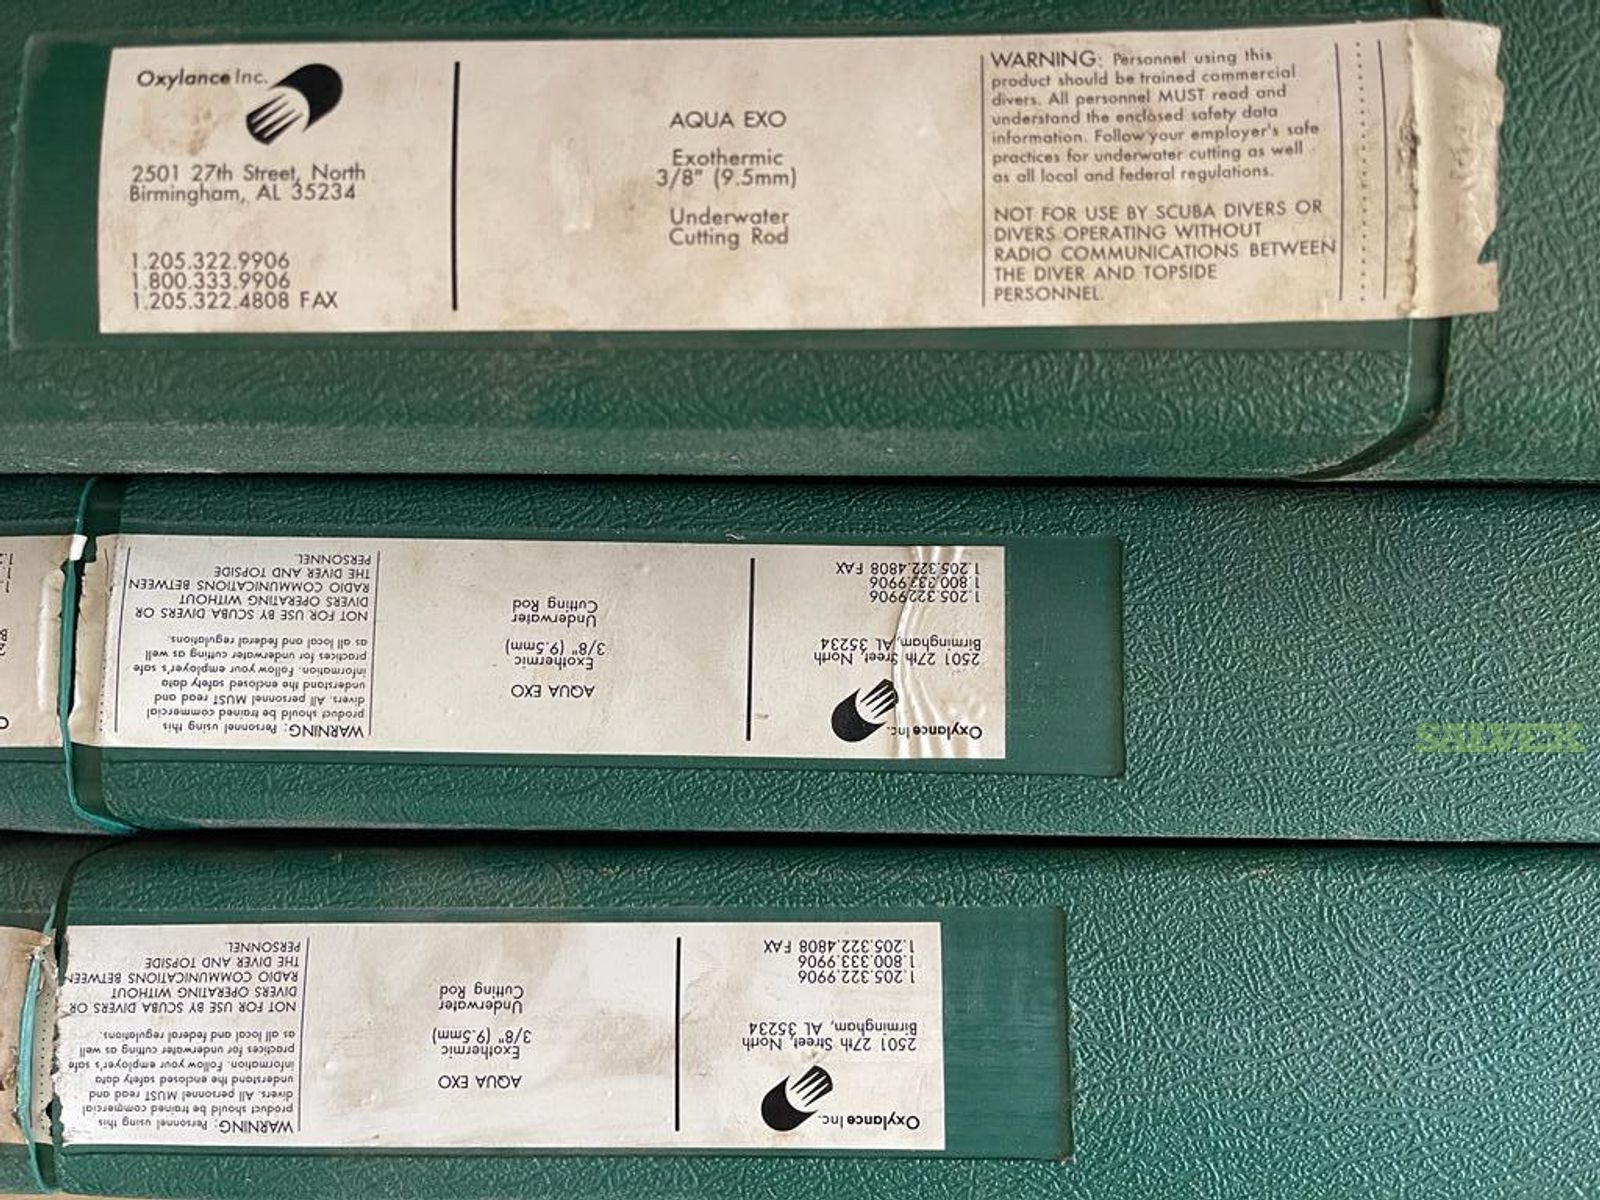 Oxylance Inc.
2501 27th Street, North
Birmingham, AL 35234
1.205.322.9906
1.800.333.9906
1.205.322.4808 FAX
AQUA EXO
Exothermic
3/8" (9.5mm)
Underwater
Cutting Rod
WARNING: Personnel using this
product should be trained commercial
divers. All personnel MUST read and
understand the enclosed safety data
information. Follow your employer's safe
practices for underwater cutting as well
as all local and federal regulations.
NOT FOR USE BY SCUBA DIVERS OR
DIVERS OPERATING WITHOUT
RADIO COMMUNICATIONS BETWEEN
THE DIVER AND TOPSIDE
PERSONNEL.
Oxylance Inc.
2501 27th Street, North
Birmingham, AL 35234
1.205.322.9906
1.800.333.9906
1.205.322.4808 FAX
AQUA EXO
Exothermic
3/8" (9.5mm)
Underwater
Cutting Rod
WARNING: Personnel using this
product should be trained commercial
divers. All personnel MUST read and
understand the enclosed safety data
information. Follow your employer's safe
practices for underwater cutting as well
as all local and federal regulations.
NOT FOR USE BY SCUBA DIVERS OR
DIVERS OPERATING WITHOUT
RADIO COMMUNICATIONS BETWEEN
THE DIVER AND TOPSIDE
PERSONNEL.
SALVEX
Oxylance Inc.
2501 27th Street, North
Birmingham, AL 35234
1.205.322.9906
1.800.333.9906
1.205.322.4808 FAX
AQUA EXO
Exothermic
3/8" (9.5mm)
Underwater
Cutting Rod
WARNING: Personnel using this
product should be trained commercial
divers. All personnel MUST read and
understand the enclosed safety data
information. Follow your employer's safe
practices for underwater cutting as well
as all local and federal regulations.
NOT FOR USE BY SCUBA DIVERS OR
DIVERS OPERATING WITHOUT
RADIO COMMUNICATIONS BETWEEN
THE DIVER AND TOPSIDE
PERSONNEL.